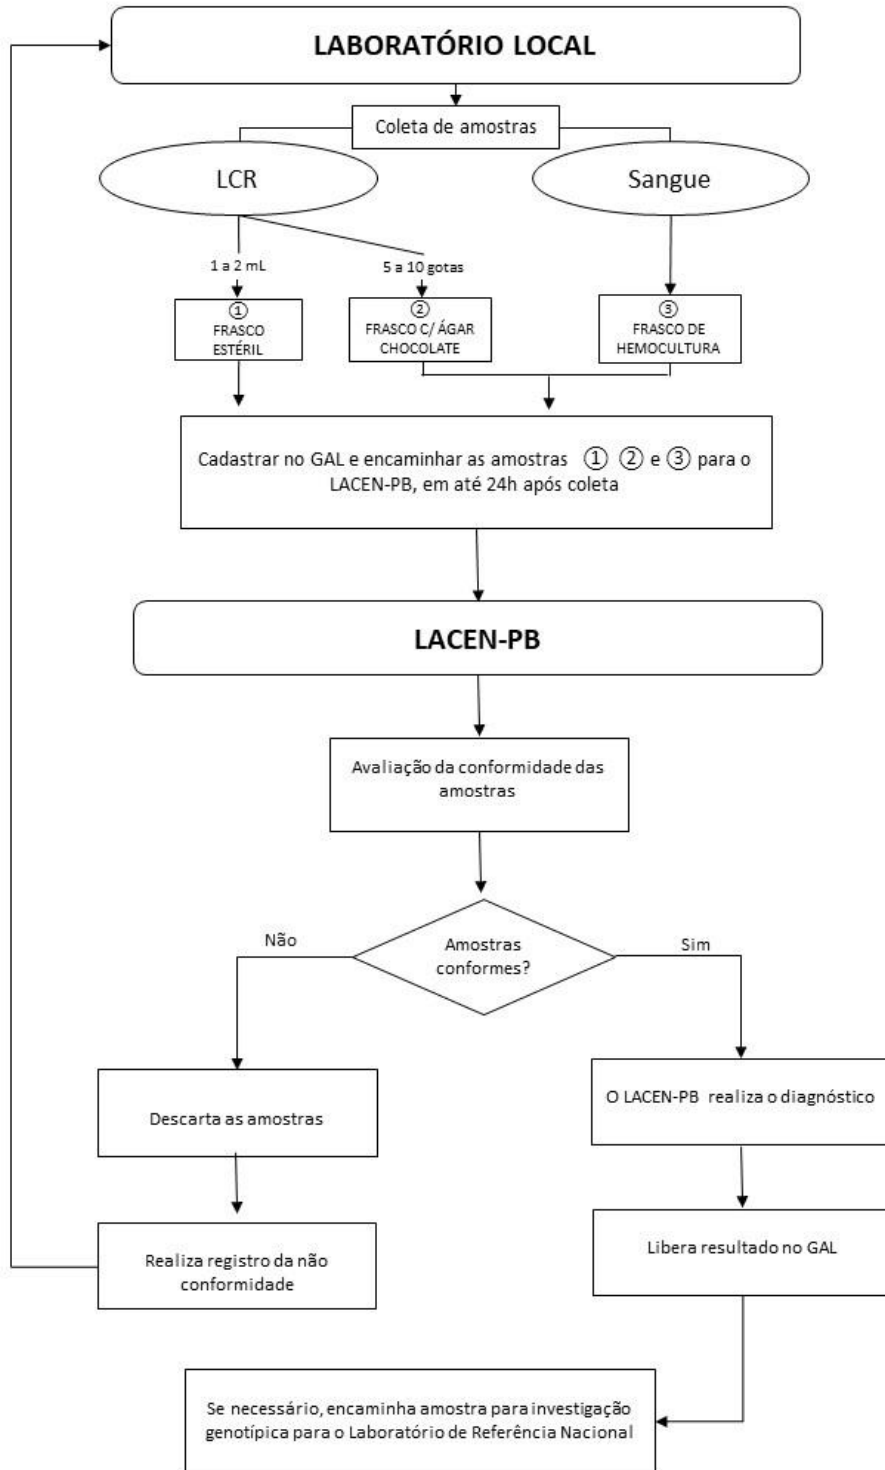 LABORATÓRIO LOCAL
Coleta de amostras
LCR
Sangue
1 a 2 mL
5 a 10 gotas
①
FRASCO
ESTÉRIL
②
FRASCO C/ ÁGAR
CHOCOLATE
③
FRASCO DE
HEMOCULTURA
Cadastrar no GAL e encaminhar as amostras ① ② e ③ para o
LACEN-PB, em até 24h após coleta
LACEN-PB
Avaliação da conformidade das
amostras
Não
Amostras
conformes?
Sim
Descarta as amostras
O LACEN-PB realiza o diagnóstico
Realiza registro da não
conformidade
Libera resultado no GAL
Se necessário, encaminha amostra para investigação
genotípica para o Laboratório de Referência Nacional